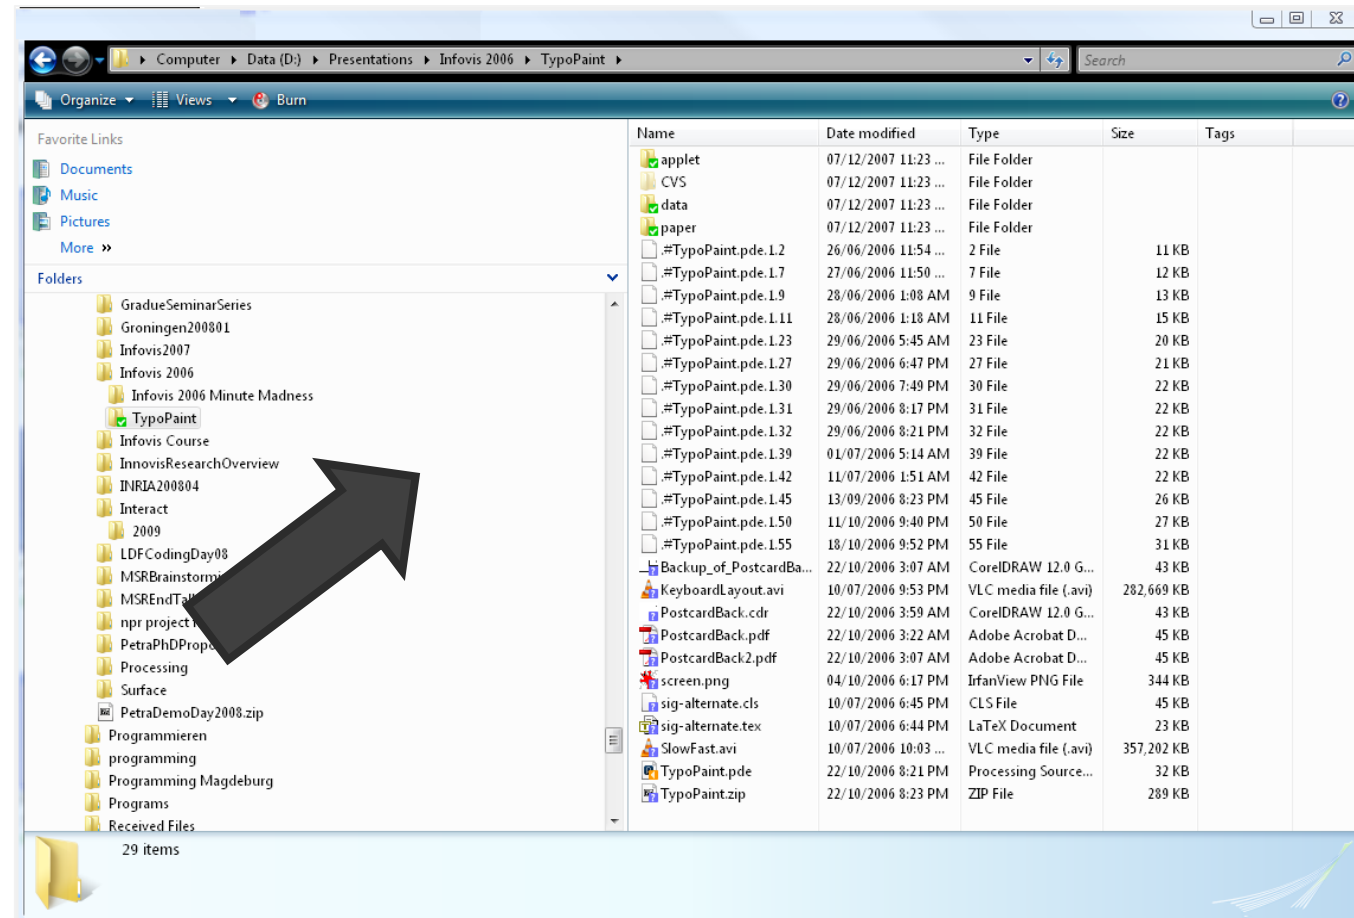 Computer Data (D:) Presentations Infovis 2006 TypoPaint Search
Organize Views Burn
Favorite Links
Documents
Music
Pictures
More »
Folders
GradueSeminarSeries
Groningen200801
Infovis2007
Infovis 2006
Infovis 2006 Minute Madness
TypoPaint
Infovis Course
InnovisResearchOverview
INRIA200804
Interact
2009
LDFCodingDay08
npr project
Processing
Surface
PetraDemoDay2008.zip
Programmieren
programming
Programming Magdeburg
Programs
Received Files
Name Date modified Type Size Tags
applet 07/12/2007 11:23 ... File Folder
CVS 07/12/2007 11:23 ... File Folder
data 07/12/2007 11:23 ... File Folder
paper 07/12/2007 11:23 ... File Folder
.#TypoPaint.pde.1.2 26/06/2006 11:54 ... 2 File 11 KB
.#TypoPaint.pde.1.7 27/06/2006 11:50 ... 7 File 12 KB
.#TypoPaint.pde.1.9 28/06/2006 1:08 AM 9 File 13 KB
.#TypoPaint.pde.1.11 28/06/2006 1:18 AM 11 File 15 KB
.#TypoPaint.pde.1.23 29/06/2006 5:45 AM 23 File 20 KB
.#TypoPaint.pde.1.27 29/06/2006 6:47 PM 27 File 21 KB
.#TypoPaint.pde.1.30 29/06/2006 7:49 PM 30 File 22 KB
.#TypoPaint.pde.1.31 29/06/2006 8:17 PM 31 File 22 KB
.#TypoPaint.pde.1.32 29/06/2006 8:21 PM 32 File 22 KB
.#TypoPaint.pde.1.39 01/07/2006 5:14 AM 39 File 22 KB
.#TypoPaint.pde.1.42 11/07/2006 1:51 AM 42 File 22 KB
.#TypoPaint.pde.1.45 13/09/2006 8:23 PM 45 File 26 KB
.#TypoPaint.pde.1.50 11/10/2006 9:40 PM 50 File 27 KB
.#TypoPaint.pde.1.55 18/10/2006 9:52 PM 55 File 31 KB
Backup_of_PostcardBa... 22/10/2006 3:07 AM CorelDRAW 12.0 G... 43 KB
KeyboardLayout.avi 10/07/2006 9:53 PM VLC media file (.avi) 282,669 KB
PostcardBack.cdr 22/10/2006 3:59 AM CorelDRAW 12.0 G... 43 KB
PostcardBack.pdf 22/10/2006 3:22 AM Adobe Acrobat D... 45 KB
PostcardBack2.pdf 22/10/2006 3:07 AM Adobe Acrobat D... 45 KB
screen.png 04/10/2006 6:17 PM IrfanView PNG File 344 KB
sig-alternate.cls 10/07/2006 6:45 PM CLS File 45 KB
sig-alternate.tex 10/07/2006 6:44 PM LaTeX Document 23 KB
SlowFast.avi 10/07/2006 10:03 ... VLC media file (.avi) 357,202 KB
TypoPaint.pde 22/10/2006 8:21 PM Processing Source... 32 KB
TypoPaint.zip 22/10/2006 8:23 PM ZIP File 289 KB
29 items